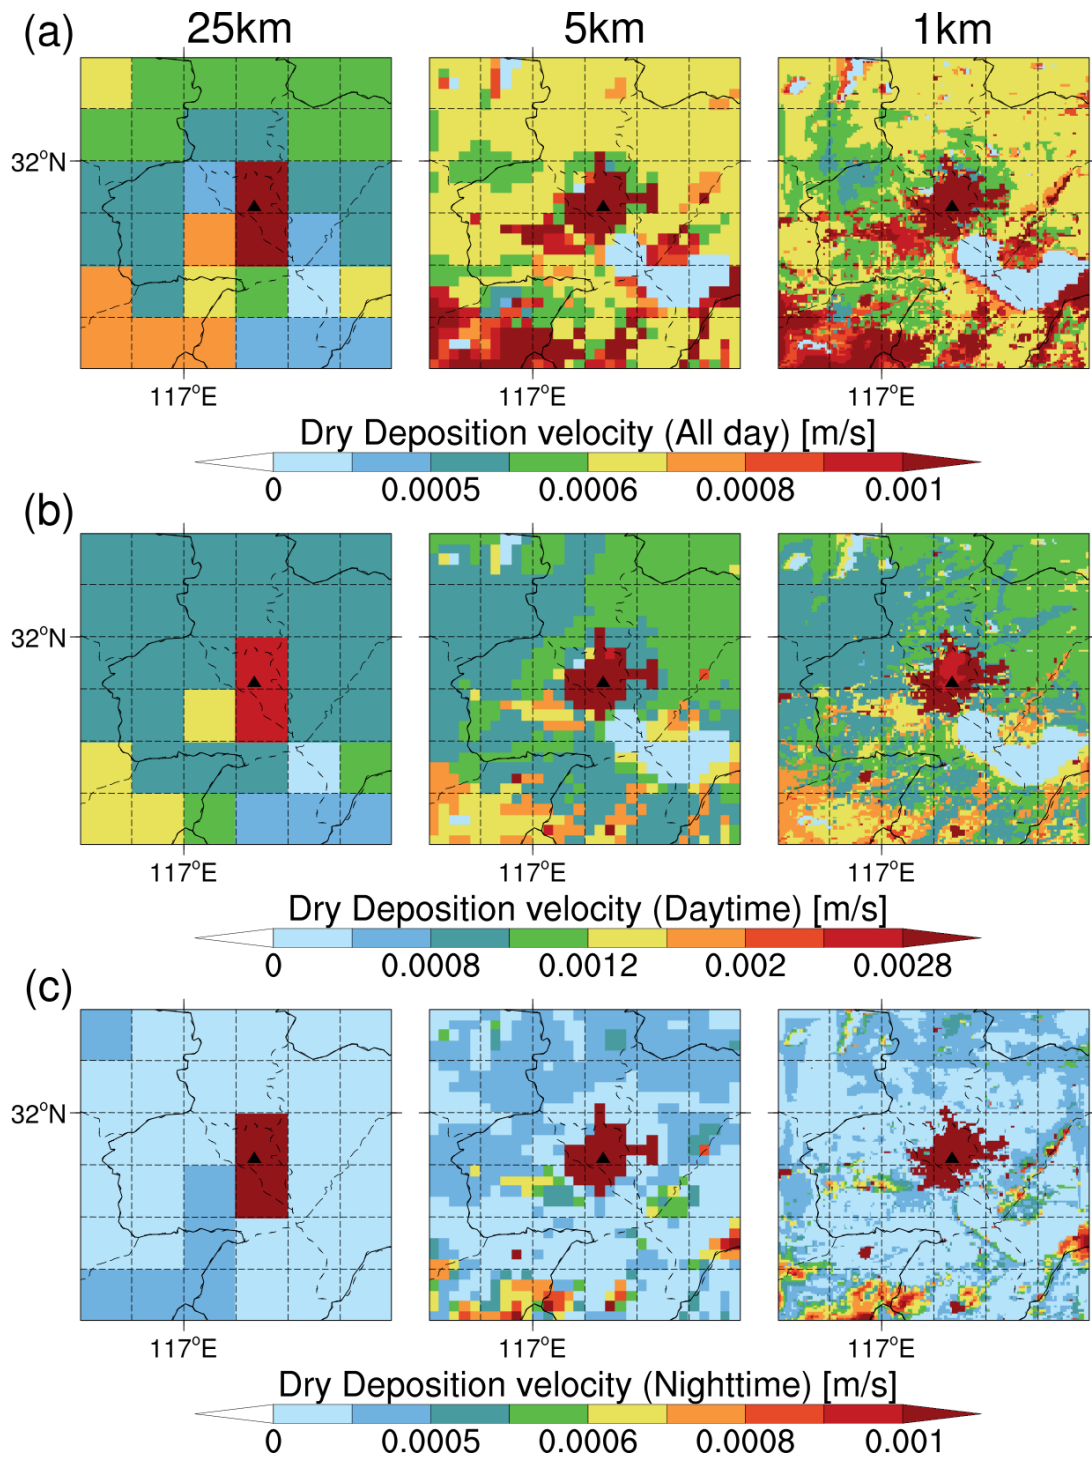 (a) 25km 5km 1km
32°N
117°E 117°E 117°E
Dry Deposition velocity (All day) [m/s]
0 0.0005 0.0006 0.0008 0.001
(b)
32°N
117°E 117°E 117°E
Dry Deposition velocity (Daytime) [m/s]
0 0.0008 0.0012 0.002 0.0028
(c)
32°N
117°E 117°E 117°E
Dry Deposition velocity (Nighttime) [m/s]
0 0.0005 0.0006 0.0008 0.001